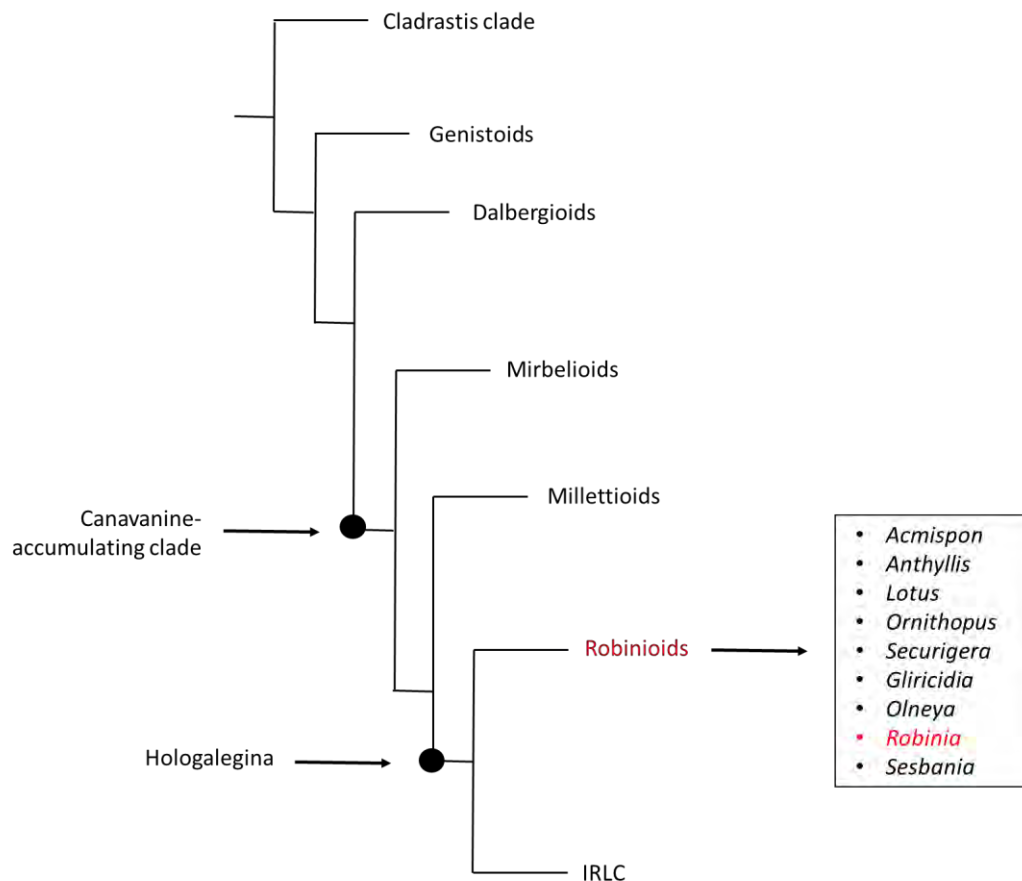 Cladrastis clade
Genistoids
Dalbergioids
Mirbelioids
Millettioids
Canavanine-
accumulating clade
• Acmispon
• Anthyllis
• Lotus
• Ornithopus
• Securigera
• Gliricidia
• Olneya
• Robinia
• Sesbania
Robinioids
Hologalegina
IRLC